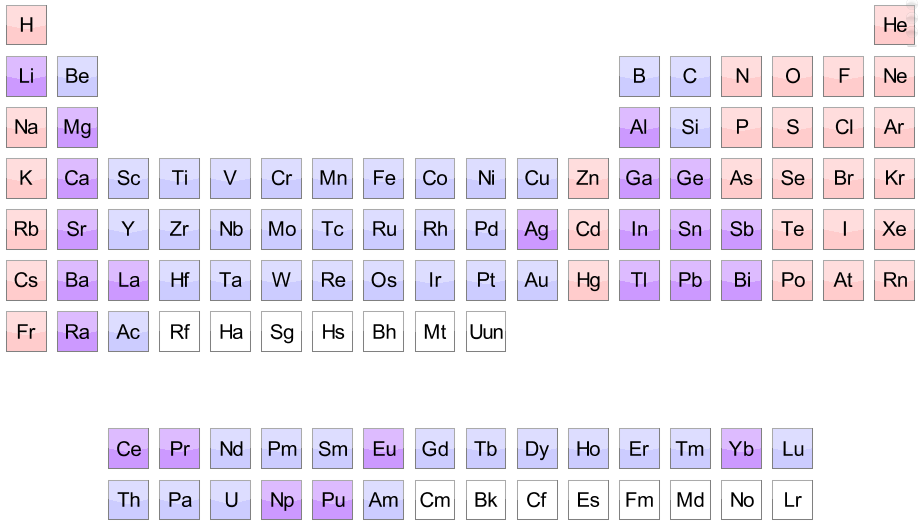 H He
Li Be B C N O F Ne
Na Mg Al Si P S Cl Ar
K Ca Sc Ti V Cr Mn Fe Co Ni Cu Zn Ga Ge As Se Br Kr
Rb Sr Y Zr Nb Mo Tc Ru Rh Pd Ag Cd In Sn Sb Te I Xe
Cs Ba La Hf Ta W Re Os Ir Pt Au Hg Tl Pb Bi Po At Rn
Fr Ra Ac Rf Ha Sg Hs Bh Mt Uun
Ce Pr Nd Pm Sm Eu Gd Tb Dy Ho Er Tm Yb Lu
Th Pa U Np Pu Am Cm Bk Cf Es Fm Md No Lr